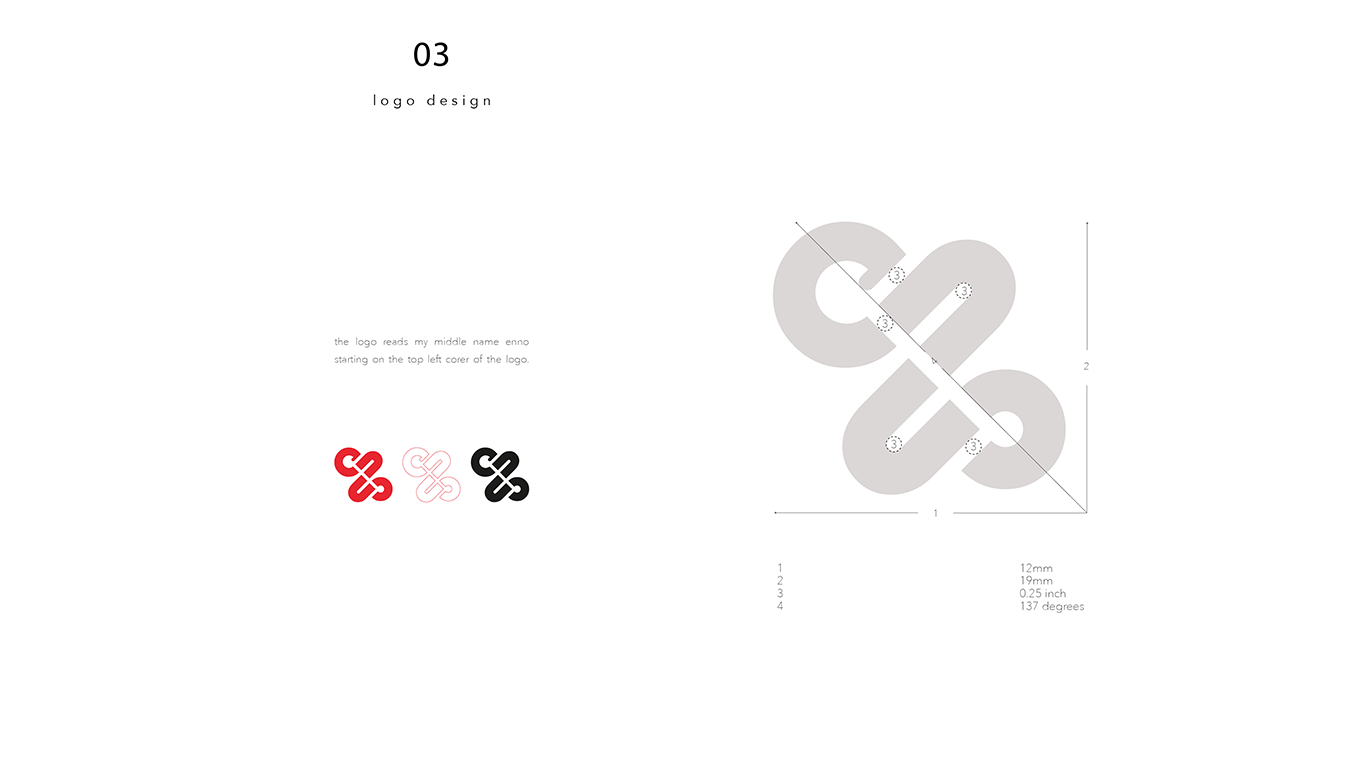 03
logo design
the logo reads my middle name enno
starting on the top left corer of the logo.
3
3
3
4
2
3
3
1
1 12mm
2 19mm
3 0.25 inch
4 137 degrees